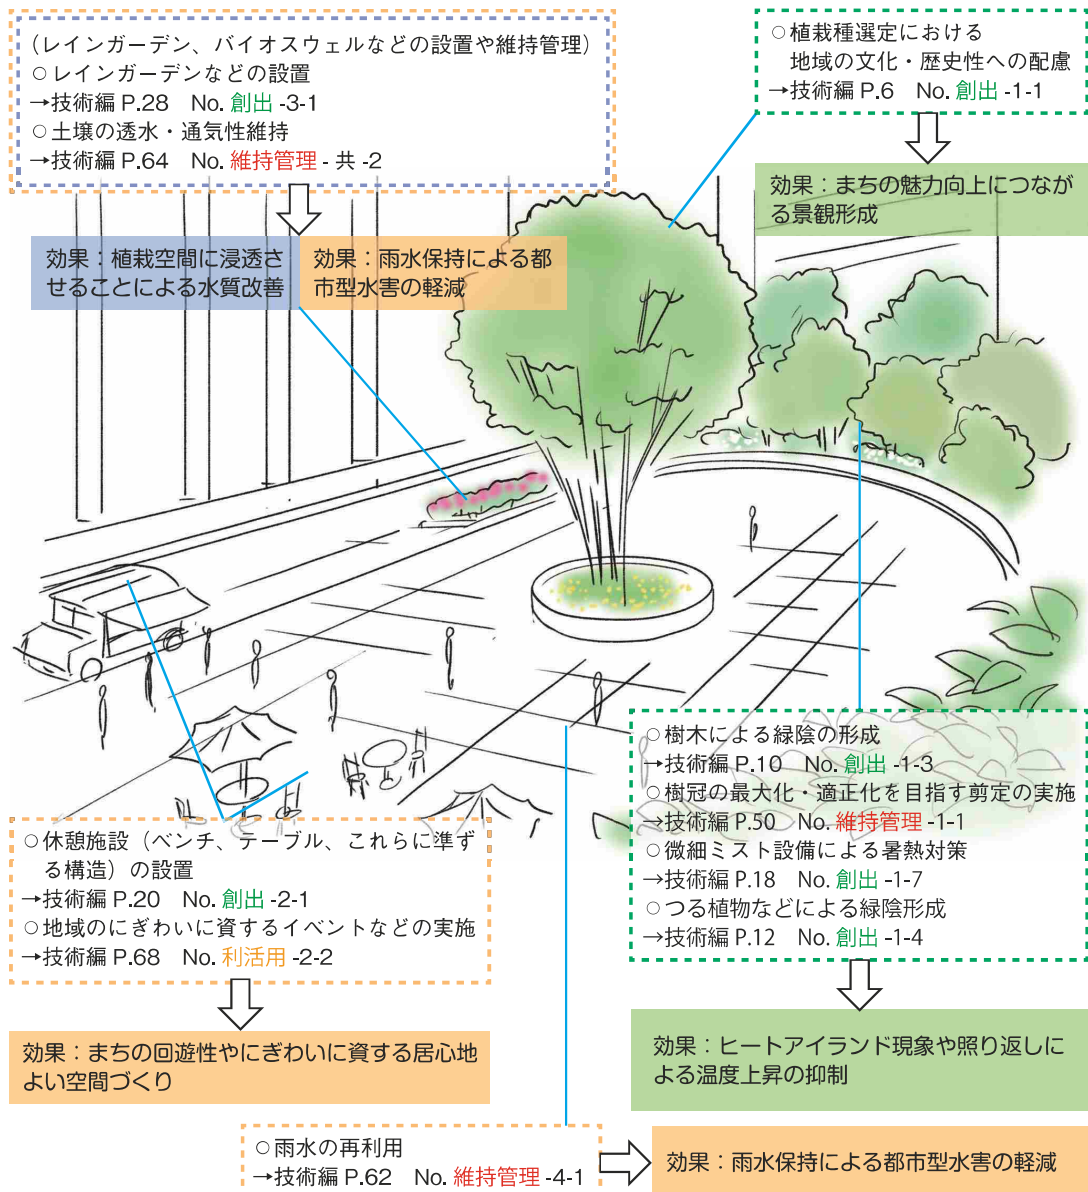 (レインガーデン、バイオスウェルなどの設置や維持管理)
○レインガーデンなどの設置
→技術編 P.28 No. 創出 -3-1
○土壌の透水・通気性維持
→技術編 P.64 No. 維持管理 - 共 -2
効果：植栽空間に浸透さ
せることによる水質改善
効果：雨水保持による都
市型水害の軽減
○植栽種選定における
地域の文化・歴史性への配慮
→技術編 P.6 No. 創出 -1-1
効果：まちの魅力向上につなが
る景観形成
○休憩施設（ベンチ、テーブル、これらに準ず
る構造）の設置
→技術編 P.20 No. 創出 -2-1
○地域のにぎわいに資するイベントなどの実施
→技術編 P.68 No. 利活用 -2-2
効果：まちの回遊性やにぎわいに資する居心地
よい空間づくり
○樹木による緑陰の形成
→技術編 P.10 No. 創出 -1-3
○樹冠の最大化・適正化を目指す剪定の実施
→技術編 P.50 No. 維持管理 -1-1
○微細ミスト設備による暑熱対策
→技術編 P.18 No. 創出 -1-7
○つる植物などによる緑陰形成
→技術編 P.12 No. 創出 -1-4
効果：ヒートアイランド現象や照り返しに
よる温度上昇の抑制
○雨水の再利用
→技術編 P.62 No. 維持管理 -4-1
効果：雨水保持による都市型水害の軽減